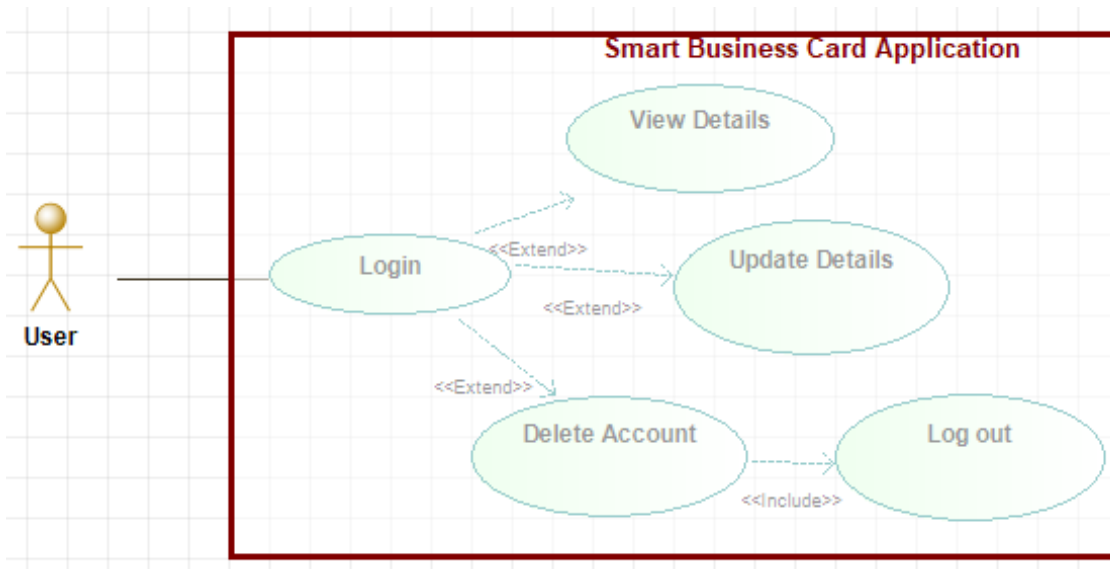 Smart Business Card Application
View Details
<<Extend>>
Login
Update Details
<<Extend>>
User
<<Extend>>
Delete Account
Log out
<<Include>>